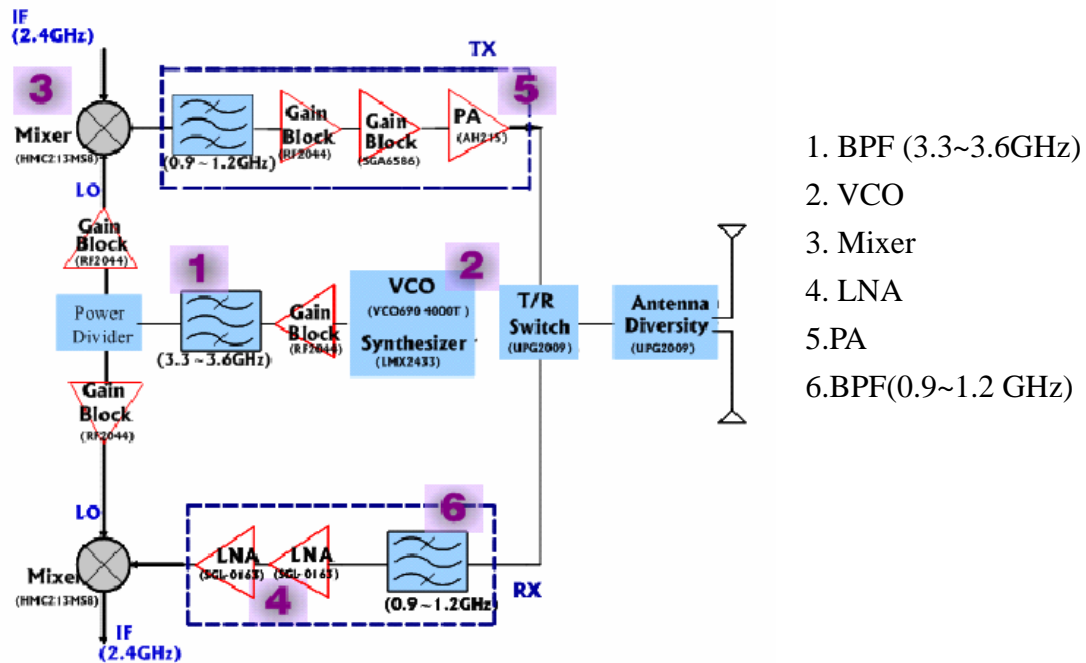 IF
(2.4GHz)
TX
3
5
Mixer
(HMC213MS8)
(0.9~1.2GHz)
Gain
Block
(RF2044)
Gain
Block
(SGA6586)
PA
(AH215)
LO
Gain
Block
(RF2044)
1
2
Power
Divider
(3.3~3.6GHz)
Gain
Block
(RF2044)
VCO
(VCO690 4000T )
Synthesizer
(LMX2433)
T/R
Switch
(UPG2009)
Antenna
Diversity
(UPG2009)
Gain
Block
(RF2044)
LO
6
Mixer
(HMC213MS8)
LNA
(SGL-0163)
LNA
(SGL-0163)
4
(0.9~1.2GHz)
RX
IF
(2.4GHz)
1. BPF (3.3~3.6GHz)
2. VCO
3. Mixer
4. LNA
5.PA
6.BPF(0.9~1.2 GHz)